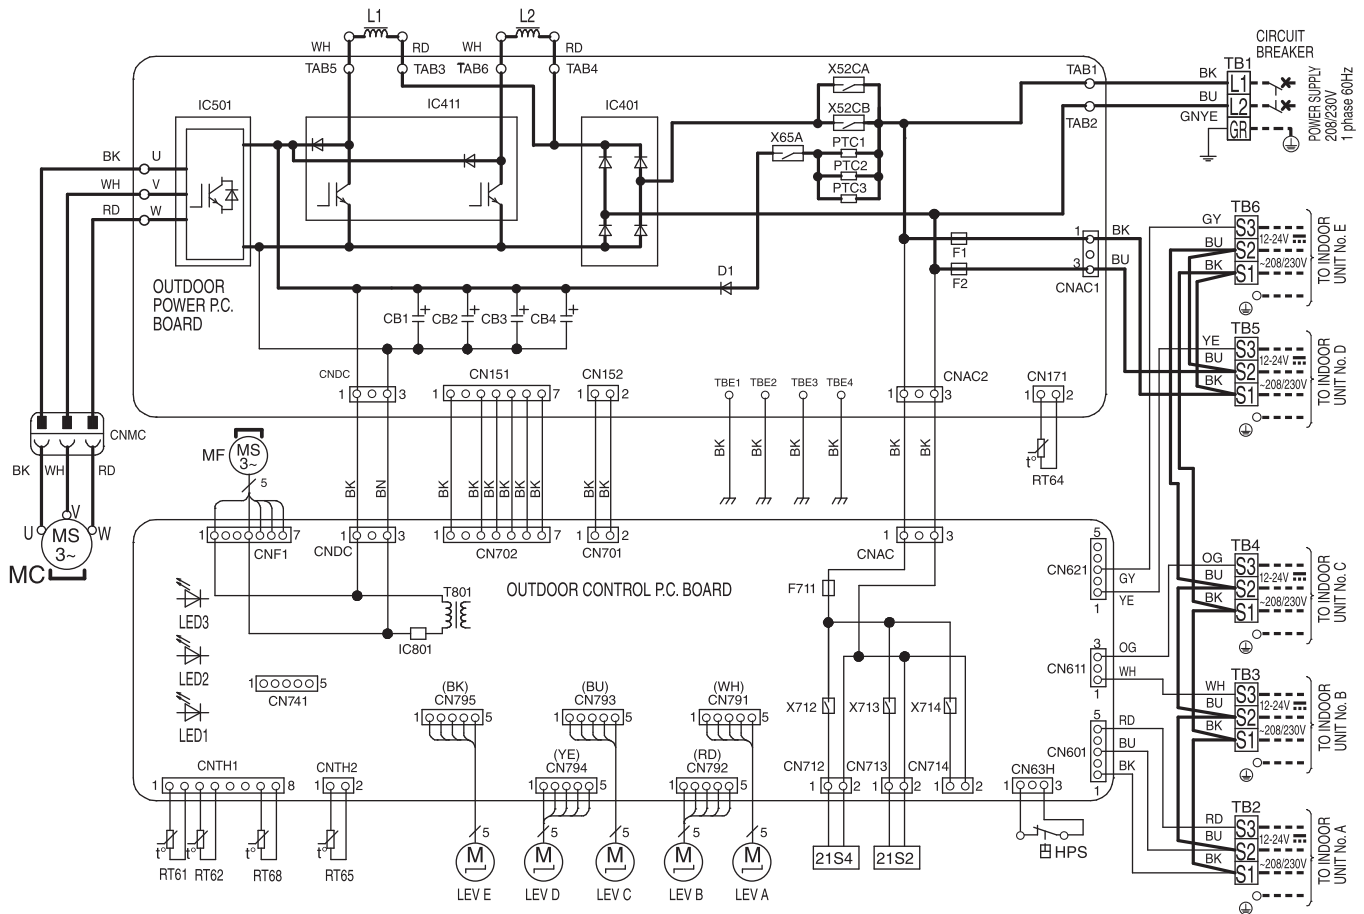 L1
L2
WH
RD
WH
RD
TAB5
TAB3
TAB6
TAB4
TAB1
TAB2
CIRCUIT
BREAKER
TB1
L1
L2
GR
BK
BU
GNYE
POWER SUPPLY
208/230V
1 phase 60Hz
IC501
IC411
IC401
X52CA
X52CB
X65A
PTC1
PTC2
PTC3
BK
U
WH
V
RD
W
OUTDOOR
POWER P.C.
BOARD
D1
CB1
+
CB2
+
CB3
+
CB4
+
F1
F2
1
3
CNAC1
BK
BU
CNDC
1
3
CN151
1
7
CN152
1
2
TBE1
TBE2
TBE3
TBE4
CNAC2
1
3
CN171
1
2
t°
RT64
CNMC
BK
WH
RD
U
V
W
MS
3~
MC
MF
MS
3~
5
BK
BN
BK
BK
BK
BK
BK
BK
BK
BK
BK
BK
BK
BK
BK
BK
1
7
CNF1
CNDC
1
3
1
7
CN702
1
2
CN701
CNAC
1
3
OUTDOOR CONTROL P.C. BOARD
LED3
LED2
LED1
T801
IC801
1
5
CN741
F711
X712
X713
X714
CN621
5
1
GY
YE
CN611
3
1
OG
WH
CN601
5
1
RD
BU
BK
(BK)
CN795
1
5
(BU)
CN793
1
5
(WH)
CN791
1
5
(YE)
CN794
1
5
(RD)
CN792
1
5
CNTH1
1
8
CNTH2
1
2
CN712
1
2
CN713
1
2
CN714
1
2
CN63H
1
3
t°
RT61
t°
RT62
t°
RT68
t°
RT65
5
M
LEV E
5
M
LEV D
5
M
LEV C
5
M
LEV B
5
M
LEV A
21S4
21S2
HPS
TB6
GY
S3
12-24V
BU
S2
BK
S1
~208/230V
TO INDOOR
UNIT No. E
TB5
YE
S3
12-24V
BU
S2
BK
S1
~208/230V
TO INDOOR
UNIT No. D
TB4
OG
S3
12-24V
BU
S2
BK
S1
~208/230V
TO INDOOR
UNIT No. C
TB3
WH
S3
12-24V
BU
S2
BK
S1
~208/230V
TO INDOOR
UNIT No. B
TB2
RD
S3
12-24V
BU
S2
BK
S1
~208/230V
TO INDOOR
UNIT No. A